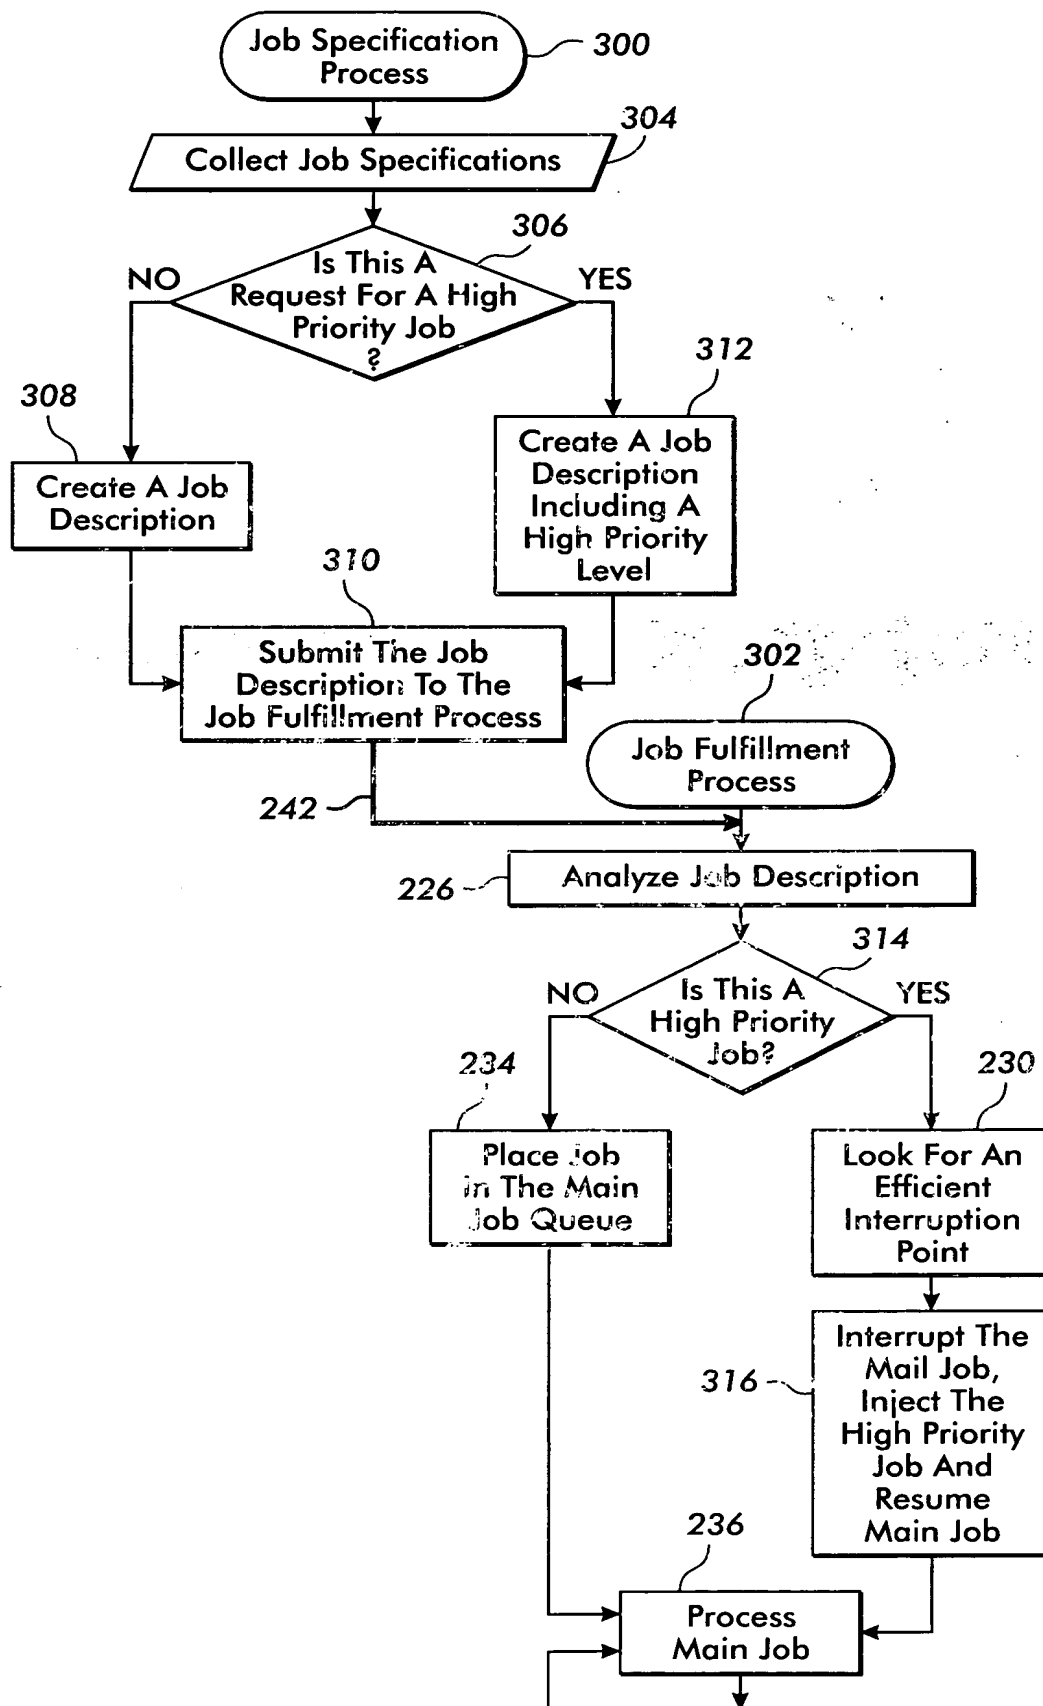 Job Specification
Process
300
304
Collect Job Specifications
306
Is This A
Request For A High
Priority Job
?
NO
YES
312
308
Create A Job
Description
Create A Job
Description
Including A
High Priority
Level
310
Submit The Job
Description To The
Job Fulfillment Process
302
Job Fulfillment
Process
242
226
Analyze Job Description
314
Is This A
High Priority
Job?
NO
YES
234
230
Place Job
In The Main
Job Queue
Look For An
Efficient
Interruption
Point
316
Interrupt The
Mail Job,
Inject The
High Priority
Job And
Resume
Main Job
236
Process
Main Job